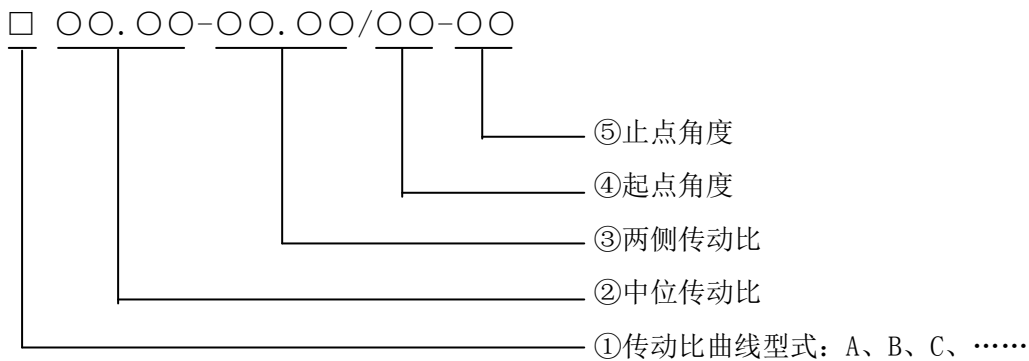 □ ○○.○○-○○.○○/○○-○○
⑤止点角度
④起点角度
③两侧传动比
②中位传动比
①传动比曲线型式：A、B、C、……